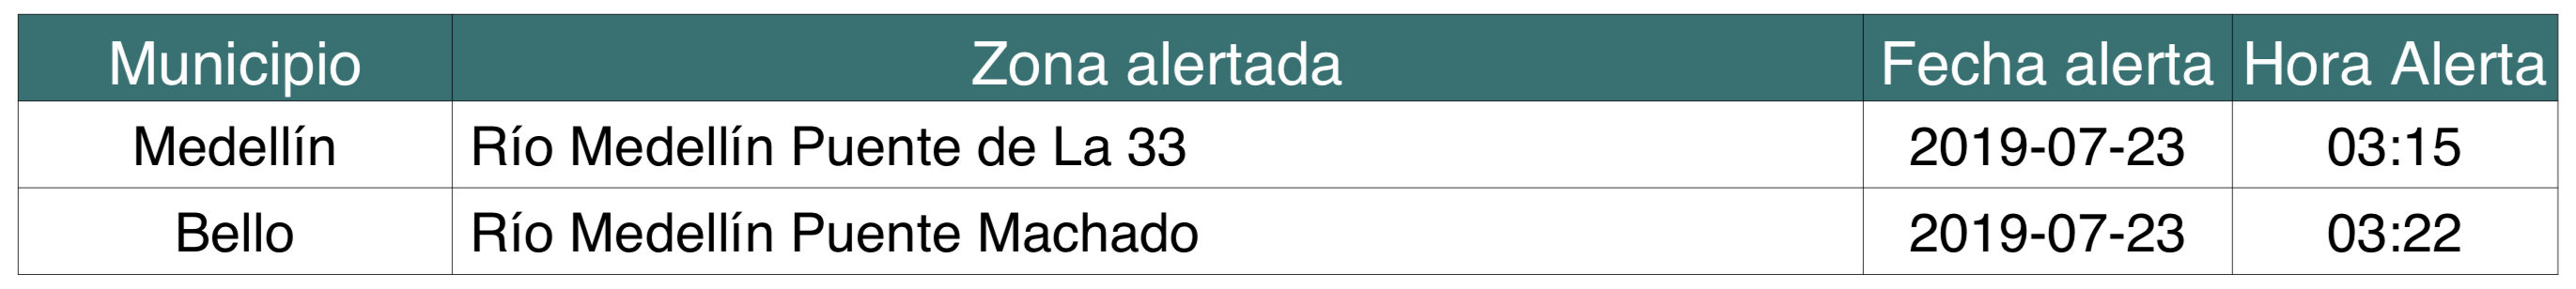 Municipio Zona alertada Fecha alerta Hora Alerta
Medellín Río Medellín Puente de La 33 2019-07-23 03:15
Bello Río Medellín Puente Machado 2019-07-23 03:22